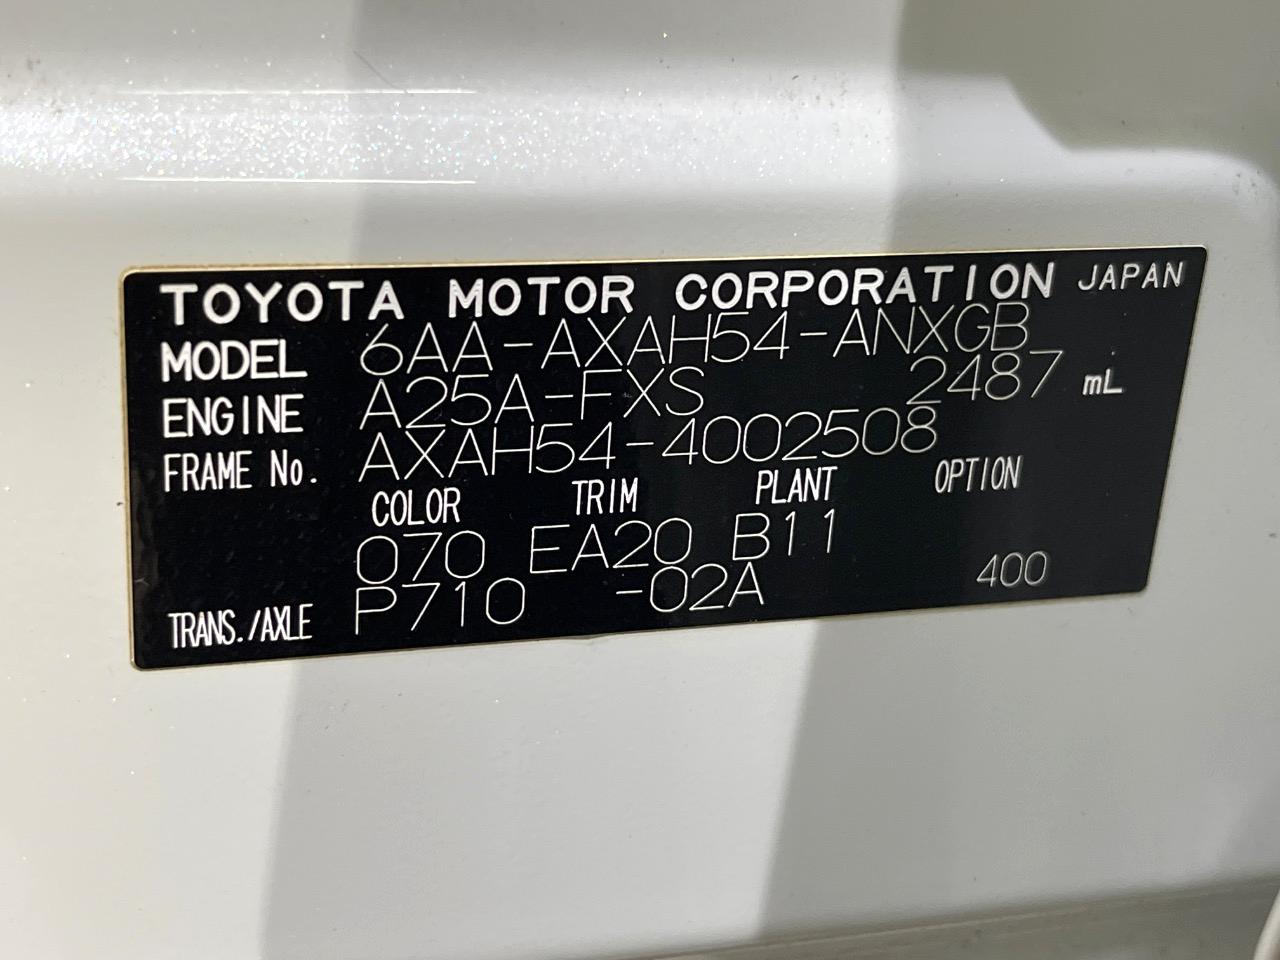 TOYOTA MOTOR CORPORATION JAPAN
MODEL 6AA-AXAH54-ANXGB
ENGINE A25A-FXS 2487 mL
FRAME No. AXAH54-4002508
COLOR TRIM PLANT OPTION
070 EA20 B11
TRANS./AXLE P710 -02A 400